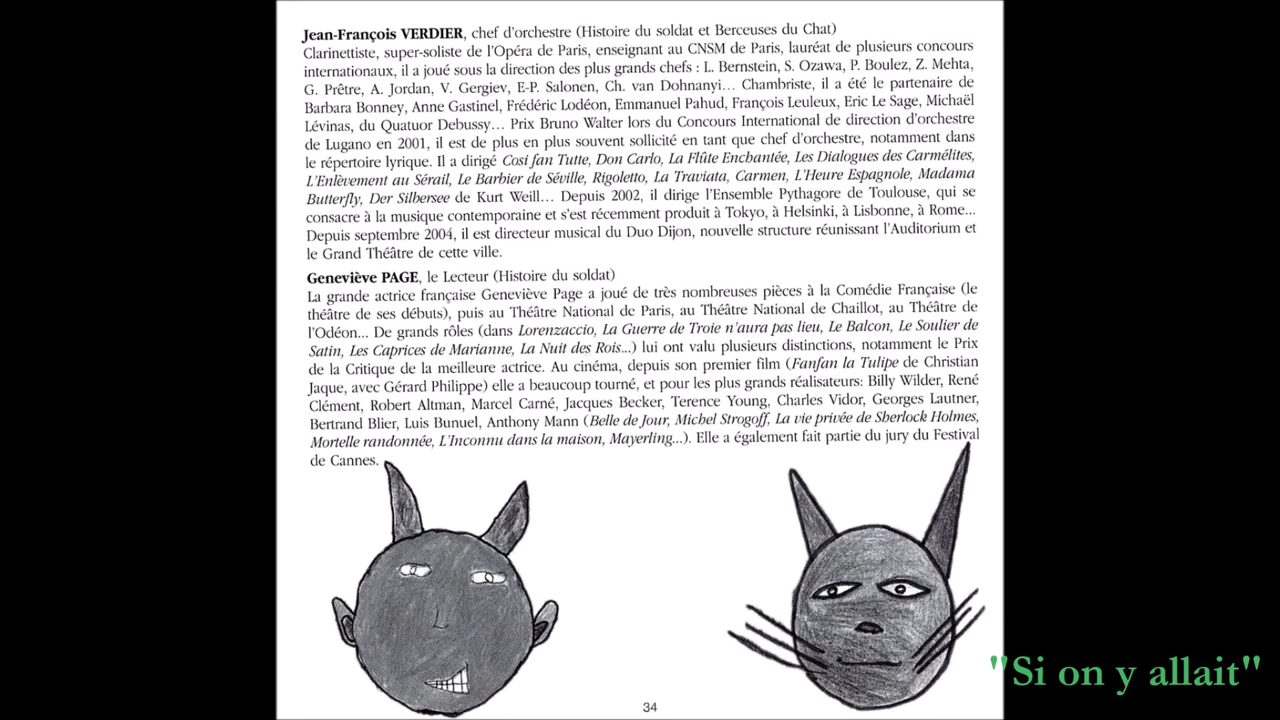 Jean-François VERDIER, chef d'orchestre (Histoire du soldat et Berceuses du Chat)
Clarinettiste, super-soliste de l'Opéra de Paris, enseignant au CNSM de Paris, lauréat de plusieurs concours
internationaux, il a joué sous la direction des plus grands chefs : L. Bernstein, S. Ozawa, P. Boulez, Z. Mehta,
G. Prêtre, A. Jordan, V. Gergiev, E-P. Salonen, Ch. van Dohnanyi... Chambriste, il a été le partenaire de
Barbara Bonney, Anne Gastinel, Frédéric Lodéon, Emmanuel Pahud, François Leuleux, Eric Le Sage, Michaël
Lévinas, du Quatuor Debussy... Prix Bruno Walter lors du Concours International de direction d'orchestre
de Lugano en 2001, il est de plus en plus souvent sollicité en tant que chef d'orchestre, notamment dans
le répertoire lyrique. Il a dirigé Cosi fan Tutte, Don Carlo, La Flûte Enchantée, Les Dialogues des Carmélites,
L'Enlèvement au Sérail, Le Barbier de Séville, Rigoletto, La Traviata, Carmen, L'Heure Espagnole, Madama
Butterfly, Der Silbersee de Kurt Weill... Depuis 2002, il dirige l'Ensemble Pythagore de Toulouse, qui se
consacre à la musique contemporaine et s'est récemment produit à Tokyo, à Helsinki, à Lisbonne, à Rome...
Depuis septembre 2004, il est directeur musical du Duo Dijon, nouvelle structure réunissant l'Auditorium et
le Grand Théâtre de cette ville.
Geneviève PAGE, le Lecteur (Histoire du soldat)
La grande actrice française Geneviève Page a joué de très nombreuses pièces à la Comédie Française (le
théâtre de ses débuts), puis au Théâtre National de Paris, au Théâtre National de Chaillot, au Théâtre de
l'Odéon... De grands rôles (dans Lorenzaccio, La Guerre de Troie n'aura pas lieu, Le Balcon, Le Soulier de
Satin, Les Caprices de Marianne, La Nuit des Rois...) lui ont valu plusieurs distinctions, notamment le Prix
de la Critique de la meilleure actrice. Au cinéma, depuis son premier film (Fanfan la Tulipe de Christian
Jaque, avec Gérard Philippe) elle a beaucoup tourné, et pour les plus grands réalisateurs: Billy Wilder, René
Clément, Robert Altman, Marcel Carné, Jacques Becker, Terence Young, Charles Vidor, Georges Lautner,
Bertrand Blier, Luis Bunuel, Anthony Mann (Belle de Jour, Michel Strogoff, La vie privée de Sherlock Holmes,
Mortelle randonnée, L'Inconnu dans la maison, Mayerling...). Elle a également fait partie du jury du Festival
de Cannes.
"Si on y allait"
34